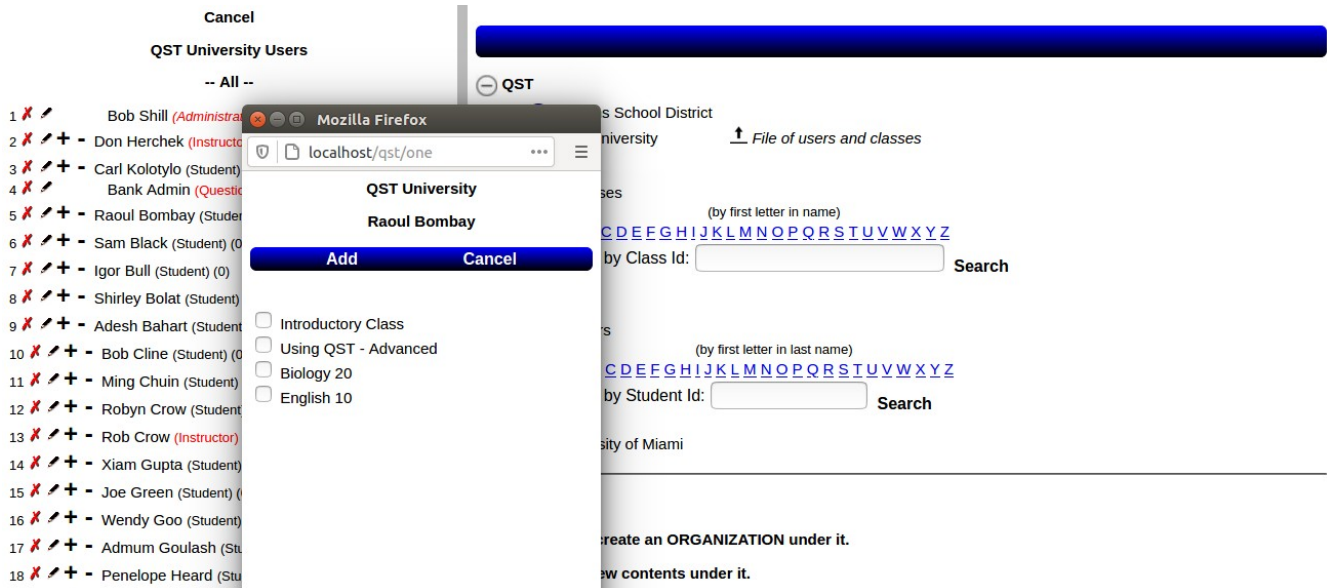 Cancel
QST University Users
-- All --
1 Bob Shill (Administra
2 + - Don Herchek (Instructo
3 + - Carl Kolotylo (Student)
4 Bank Admin (Questio
5 + - Raoul Bombay (Studen
6 + - Sam Black (Student) (0
7 + - Igor Bull (Student) (0)
8 + - Shirley Bolat (Student)
9 + - Adesh Bahart (Student
10 + - Bob Cline (Student) (0
11 + - Ming Chuin (Student)
12 + - Robyn Crow (Student)
13 + - Rob Crow (Instructor)
14 + - Xiam Gupta (Student)
15 + - Joe Green (Student) (
16 + - Wendy Goo (Student)
17 + - Admum Goulash (Stu
18 + - Penelope Heard (Stu
Mozilla Firefox
localhost/qst/one
QST University
Raoul Bombay
Add Cancel
Introductory Class
Using QST - Advanced
Biology 20
English 10
QST
s School District
niversity File of users and classes
ses
(by first letter in name)
C D E F G H I J K L M N O P Q R S T U V W X Y Z
by Class Id: Search
rs
(by first letter in last name)
C D E F G H I J K L M N O P Q R S T U V W X Y Z
by Student Id: Search
sity of Miami
create an ORGANIZATION under it.
ew contents under it.